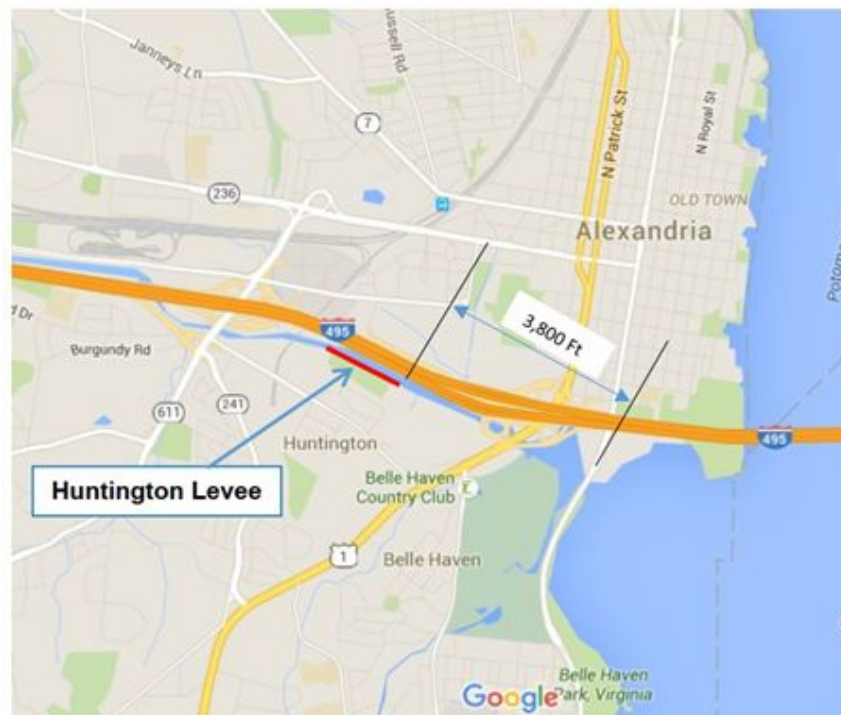 Janneys Ln
ussell Rd
7
N Patrick St
N Royal St
236
OLD TOWN
Alexandria
Potoma
495
3,800 Ft
d Dr
Burgundy Rd
611
241
Huntington
495
Huntington Levee
Belle Haven
Country Club
1
Belle Haven
Google
Belle Haven
Park, Virginia